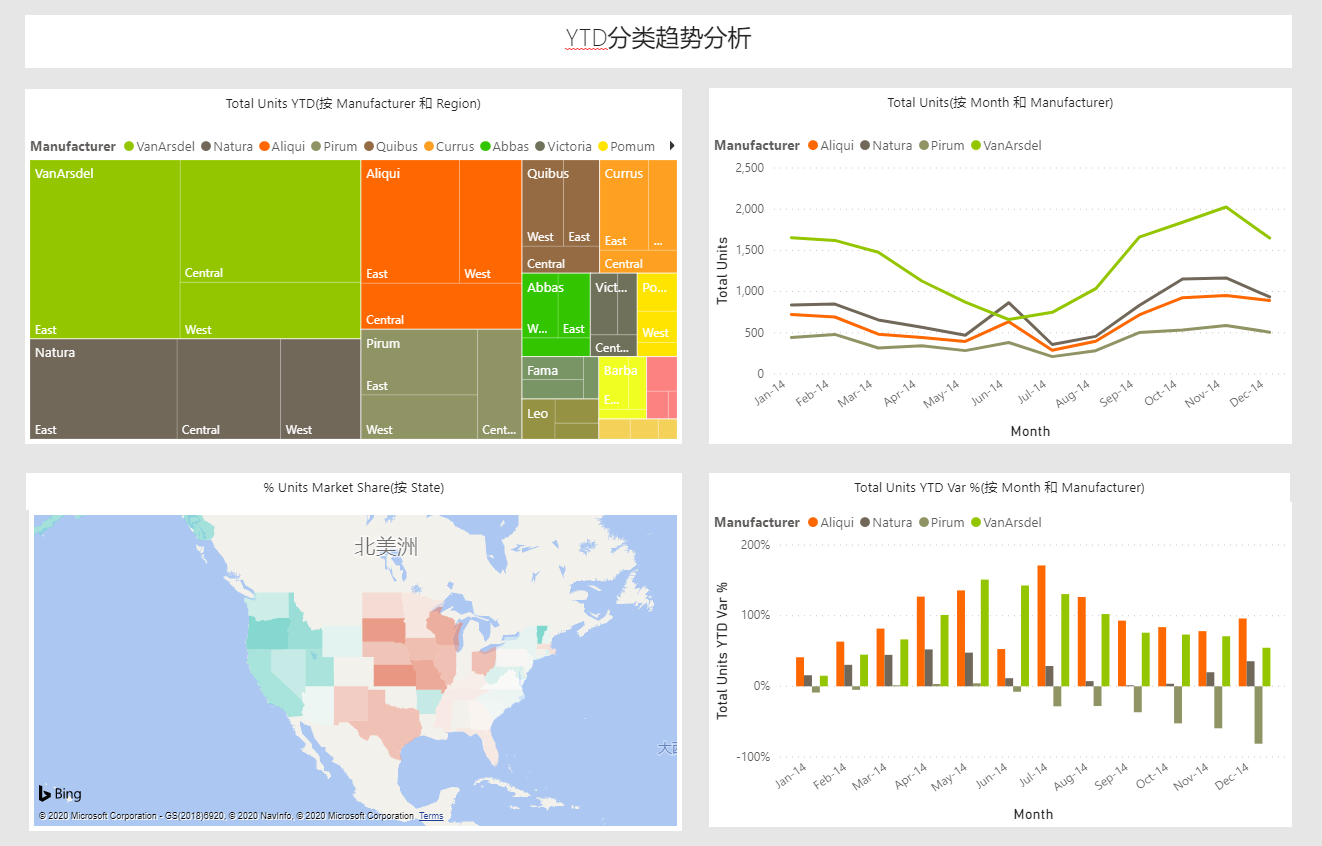 YTD分类趋势分析
Total Units YTD(按 Manufacturer 和 Region)
Manufacturer VanArsdel Natura Aliqui Pirum Quibus Currus Abbas Victoria Pomum
VanArsdel
Central
East
West
Natura
East
Central
West
Aliqui
East
West
Central
Pirum
East
West
Cent...
Quibus
West
East
Central
Currus
East
...
Central
Abbas
W...
East
Vict...
Cent...
Po...
West
Fama
Leo
Barba
E...
Total Units(按 Month 和 Manufacturer)
Manufacturer Aliqui Natura Pirum VanArsdel
Total Units
2,500
2,000
1,500
1,000
500
0
Jan-14 Feb-14 Mar-14 Apr-14 May-14 Jun-14 Jul-14 Aug-14 Sep-14 Oct-14 Nov-14 Dec-14
Month
% Units Market Share(按 State)
北美洲
Bing
© 2020 Microsoft Corporation - GS(2018)6920, © 2020 NavInfo, © 2020 Microsoft Corporation Terms
Total Units YTD Var %(按 Month 和 Manufacturer)
Manufacturer Aliqui Natura Pirum VanArsdel
Total Units YTD Var %
200%
100%
0%
-100%
Jan-14 Feb-14 Mar-14 Apr-14 May-14 Jun-14 Jul-14 Aug-14 Sep-14 Oct-14 Nov-14 Dec-14
Month